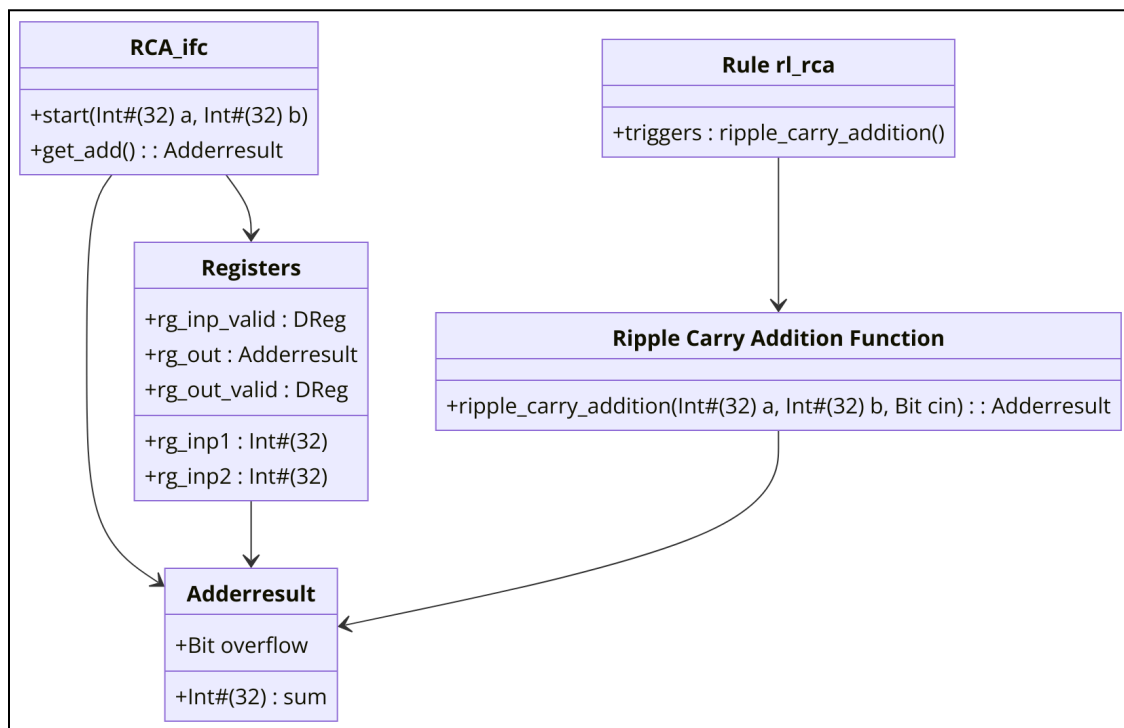 RCA_ifc
+start(Int#(32) a, Int#(32) b)
+get_add() : : Adderresult
Rule rl_rca
+triggers : ripple_carry_addition()
Registers
+rg_inp_valid : DReg
+rg_out : Adderresult
+rg_out_valid : DReg
+rg_inp1 : Int#(32)
+rg_inp2 : Int#(32)
Ripple Carry Addition Function
+ripple_carry_addition(Int#(32) a, Int#(32) b, Bit cin) : : Adderresult
Adderresult
+Bit overflow
+Int#(32) : sum